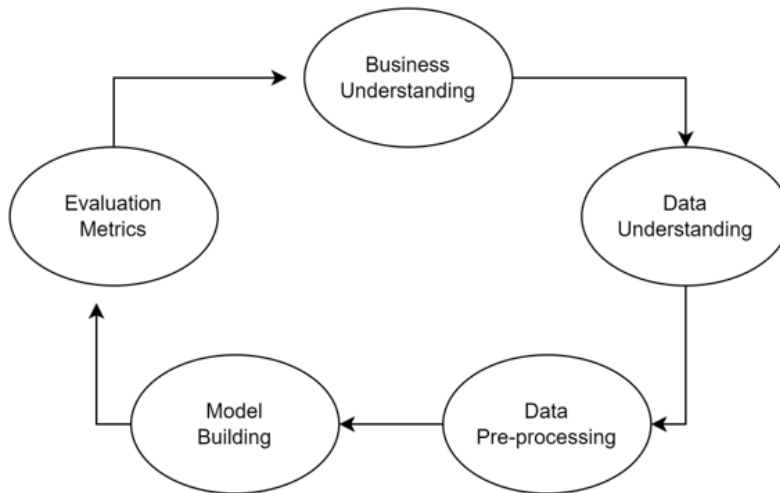 Business
Understanding
Data
Understanding
Data
Pre-processing
Model
Building
Evaluation
Metrics